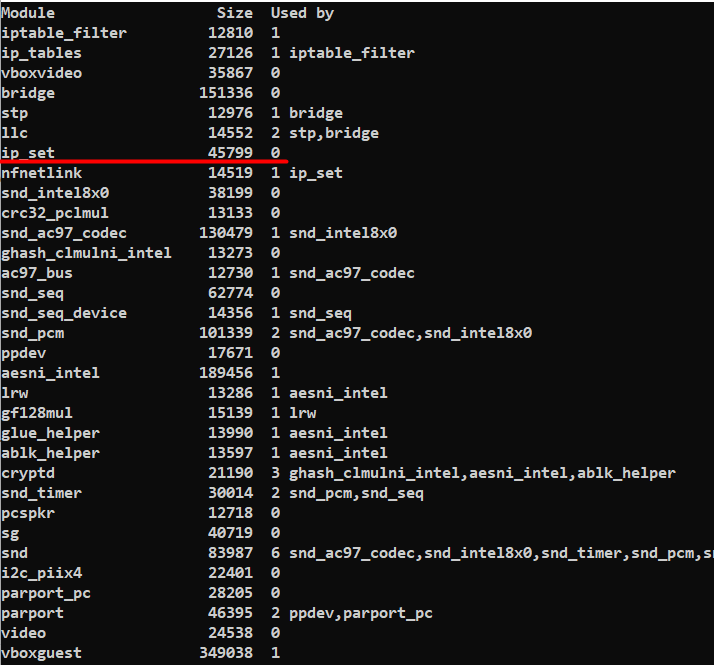 Module Size Used by
iptable_filter 12810 1
ip_tables 27126 1 iptable_filter
vboxvideo 35867 0
bridge 151336 0
stp 12976 1 bridge
llc 14552 2 stp,bridge
ip_set 45799 0
nfnetlink 14519 1 ip_set
snd_intel8x0 38199 0
crc32_pclmul 13133 0
snd_ac97_codec 130479 1 snd_intel8x0
ghash_clmulni_intel 13273 0
ac97_bus 12730 1 snd_ac97_codec
snd_seq 62774 0
snd_seq_device 14356 1 snd_seq
snd_pcm 101339 2 snd_ac97_codec,snd_intel8x0
ppdev 17671 0
aesni_intel 189456 1
lrw 13286 1 aesni_intel
gf128mul 15139 1 lrw
glue_helper 13990 1 aesni_intel
ablk_helper 13597 1 aesni_intel
cryptd 21190 3 ghash_clmulni_intel,aesni_intel,ablk_helper
snd_timer 30014 2 snd_pcm,snd_seq
pcspkr 12718 0
sg 40719 0
snd 83987 6 snd_ac97_codec,snd_intel8x0,snd_timer,snd_pcm,s
i2c_piix4 22401 0
parport_pc 28205 0
parport 46395 2 ppdev,parport_pc
video 24538 0
vboxguest 349038 1